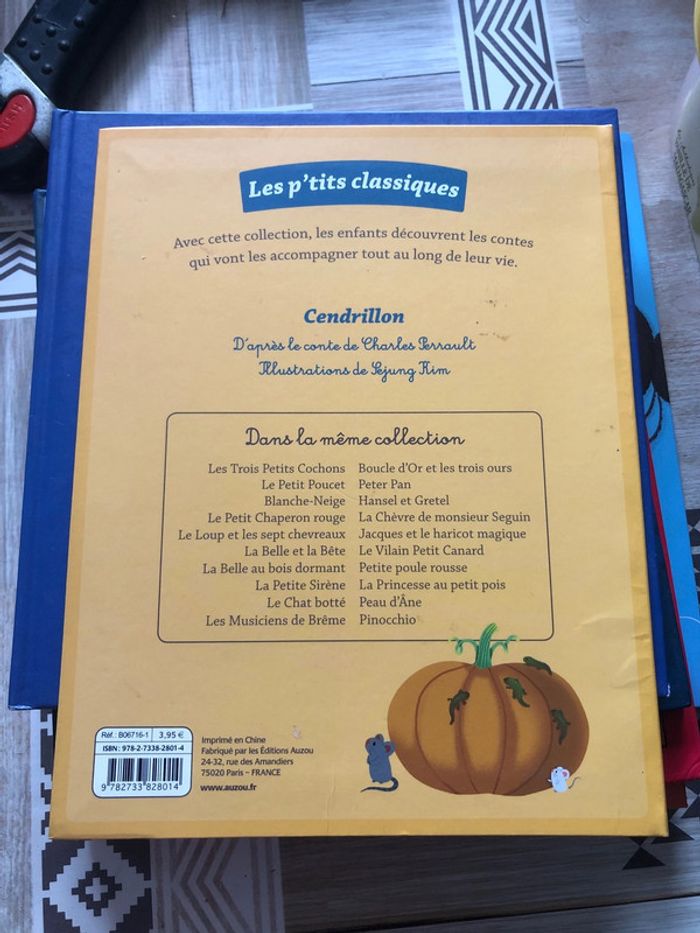 Les p'tits classiques
Avec cette collection, les enfants découvrent les contes
qui vont les accompagner tout au long de leur vie.
Cendrillon
D'après le conte de Charles Perrault
Illustrations de Sejung Kim
Dans la même collection
Les Trois Petits Cochons
Le Petit Poucet
Blanche-Neige
Le Petit Chaperon rouge
Le Loup et les sept chevreaux
La Belle et la Bête
La Belle au bois dormant
La Petite Sirène
Le Chat botté
Les Musiciens de Brême
Boucle d'Or et les trois ours
Peter Pan
Hansel et Gretel
La Chèvre de monsieur Seguin
Jacques et le haricot magique
Le Vilain Petit Canard
Petite poule rousse
La Princesse au petit pois
Peau d'Âne
Pinocchio
Réf.: B06716-1 3,95 €
ISBN: 978-2-7338-2801-4
9 782733 828014
Imprimé en Chine
Fabriqué par les Éditions Auzou
24-32, rue des Amandiers
75020 Paris - FRANCE
www.auzou.fr